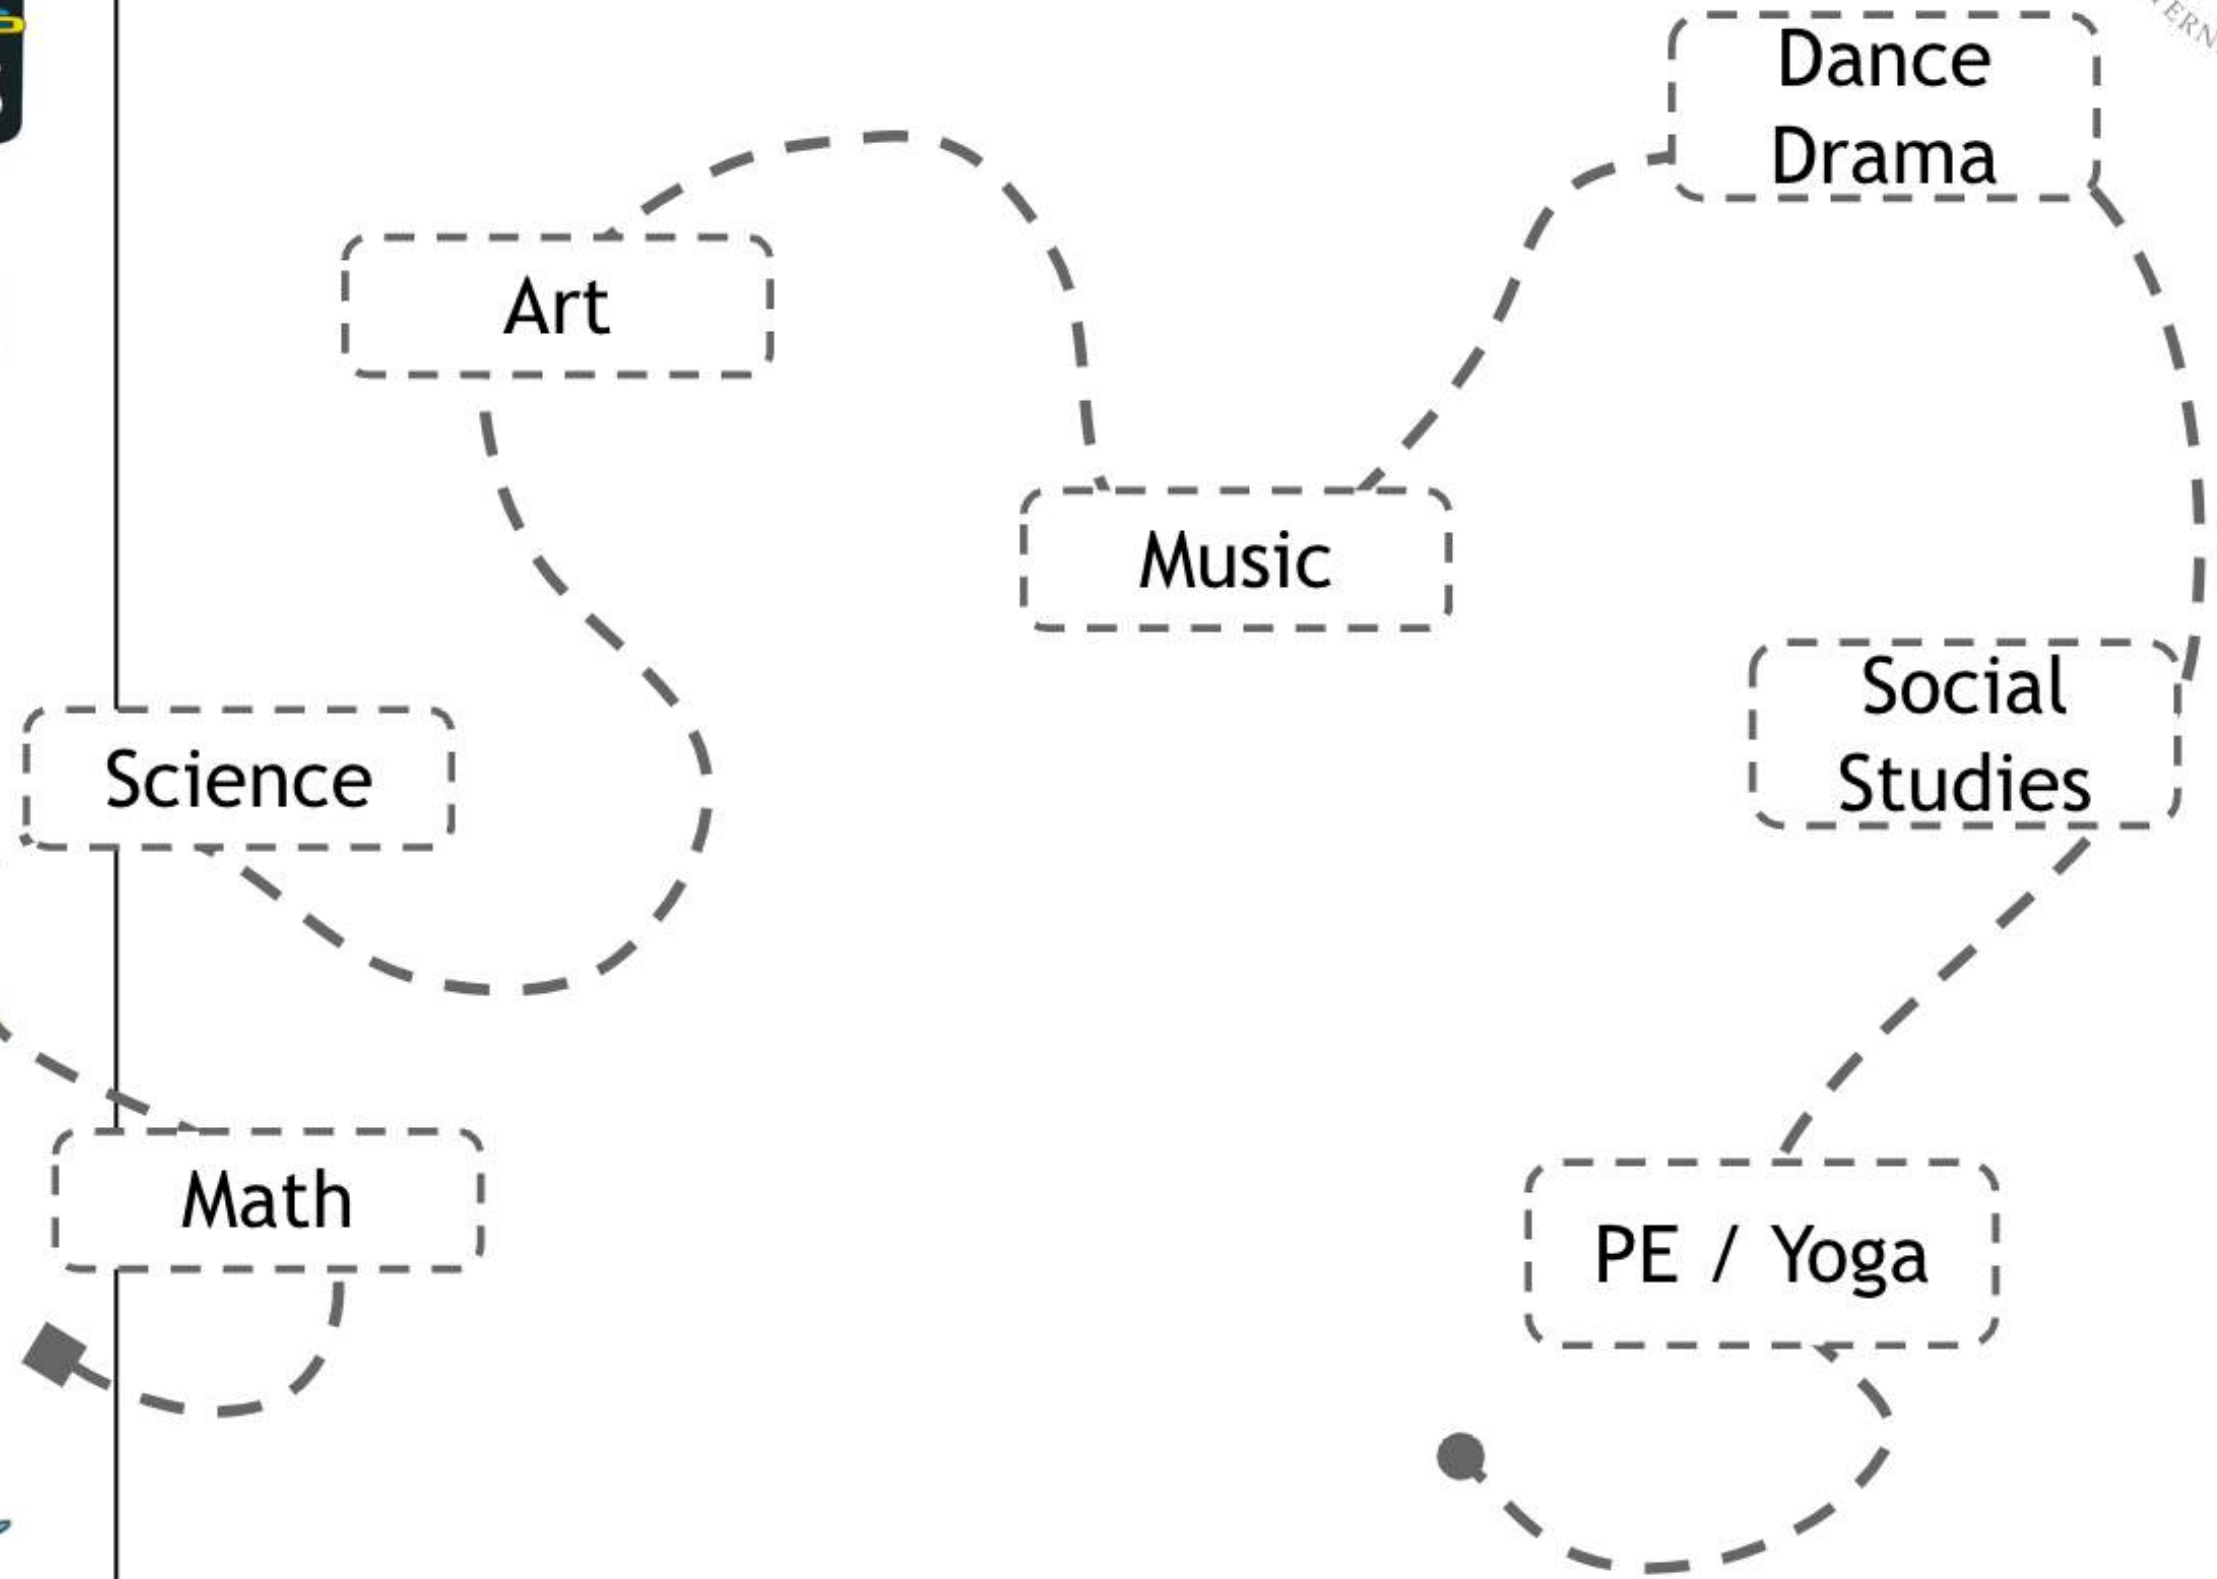 Dance
Drama
Art
Music
Social
Studies
Science
Math
PE / Yoga